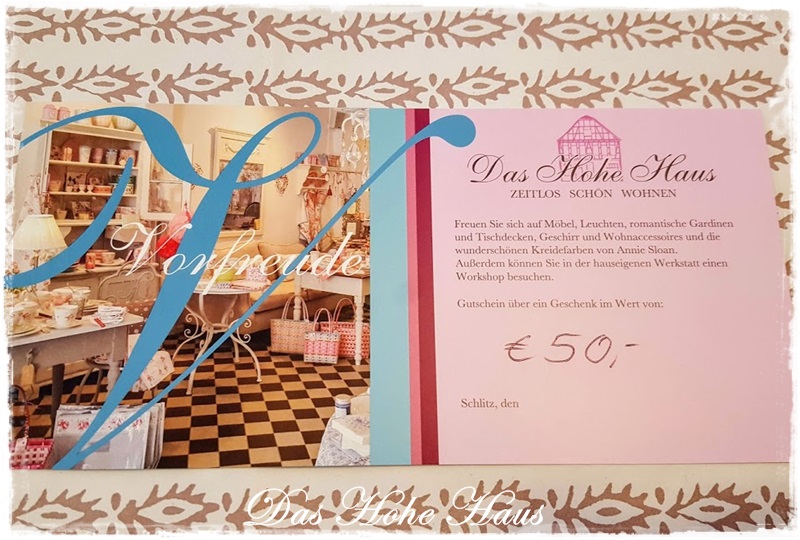 V
Vorfreude
Das Hohe Haus
ZEITLOS SCHÖN WOHNEN
Freuen Sie sich auf Möbel, Leuchten, romantische Gardinen
und Tischdecken, Geschirr und Wohnaccessoires und die
wunderschönen Kreidefarben von Annie Sloan.
Außerdem können Sie in der hauseigenen Werkstatt einen
Workshop besuchen.
Gutschein über ein Geschenk im Wert von:
€ 50,-
Schlitz, den
Das Hohe Haus